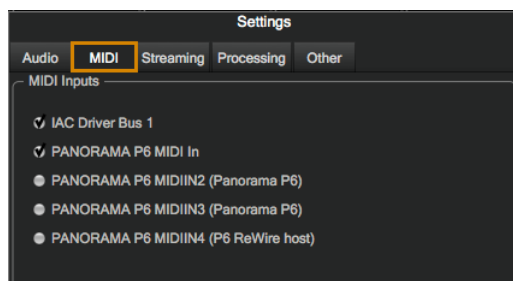 Settings
Audio MIDI Streaming Processing Other
MIDI Inputs
IAC Driver Bus 1
PANORAMA P6 MIDI In
PANORAMA P6 MIDIIN2 (Panorama P6)
PANORAMA P6 MIDIIN3 (Panorama P6)
PANORAMA P6 MIDIIN4 (P6 ReWire host)